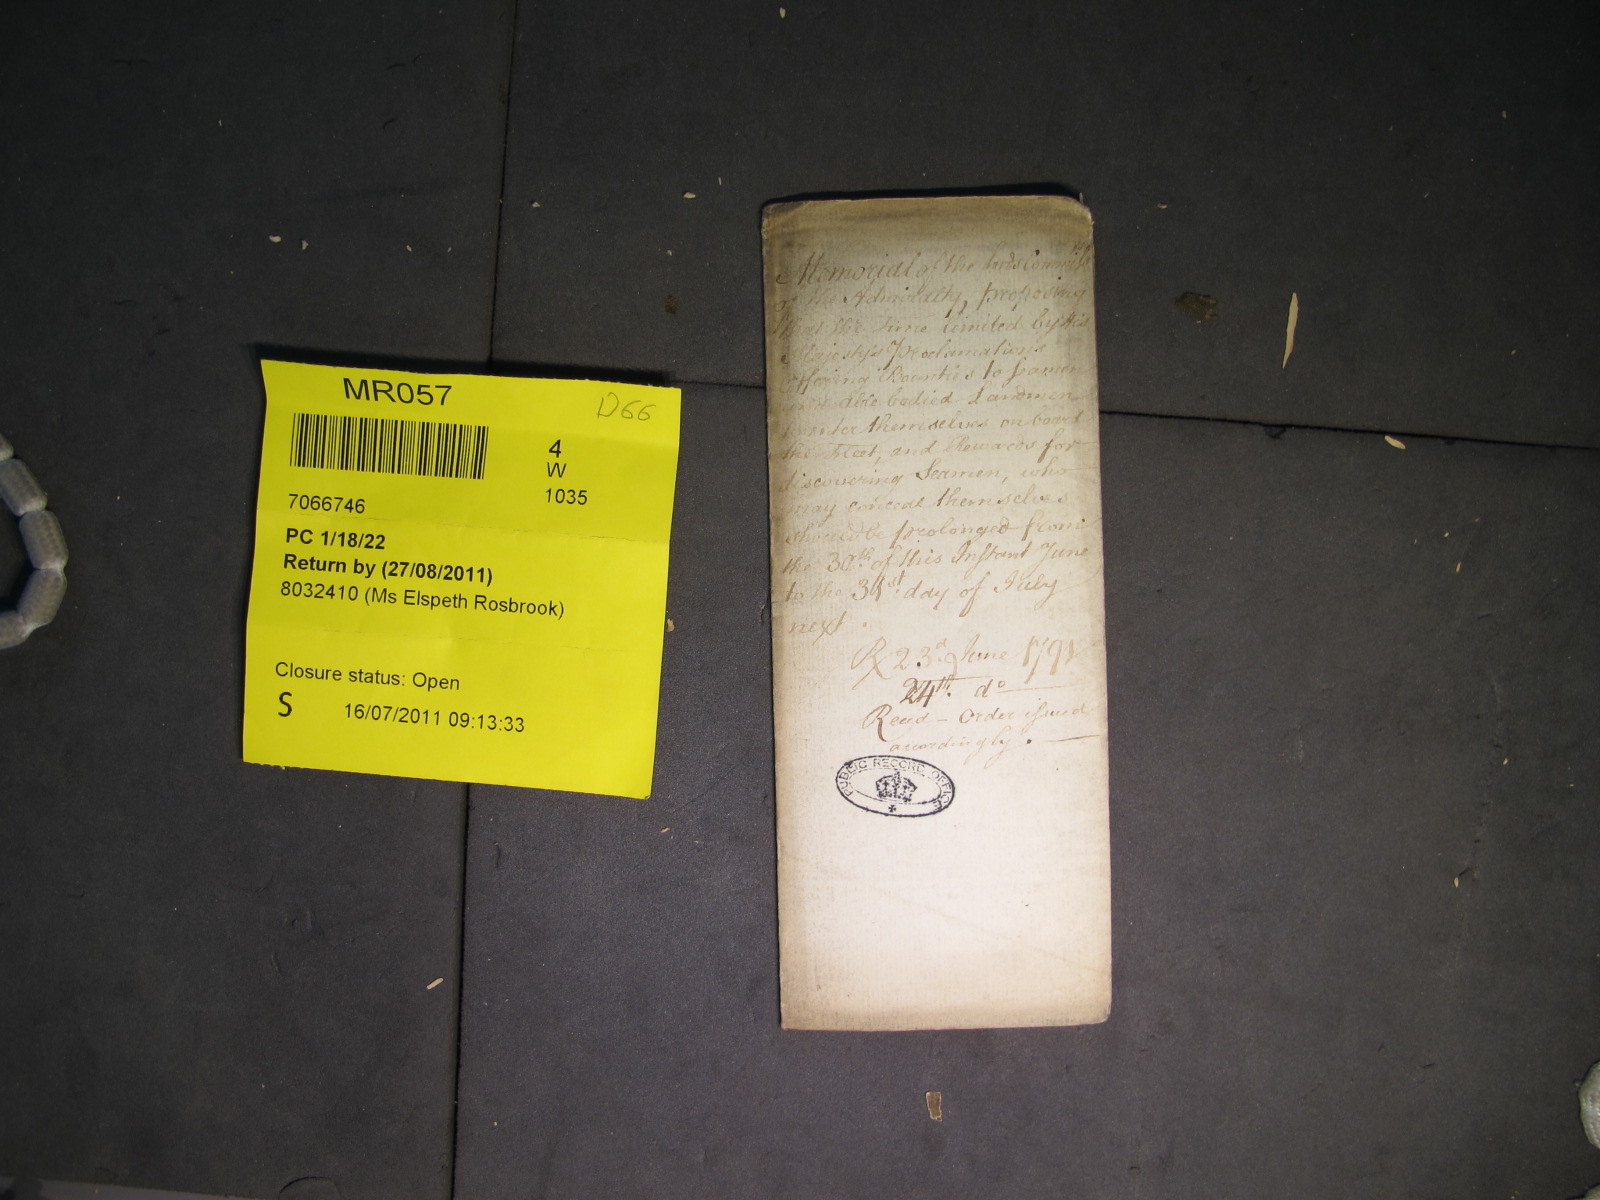 MR057
D66
4
W
1035
7066746
PC 1/18/22
Return by (27/08/2011)
8032410 (Ms Elspeth Rosbrook)
Closure status: Open
S 16/07/2011 09:13:33
Memorial of the Lords Commrs
of the Admiralty, proposing
that the Time limited by His
Majesty's Proclamations
offering Bounties to Seamen
and able bodied Landmen
to enter themselves on board
the Fleet, and Rewards for
discovering Seamen, who
may conceal themselves
should be prolonged from
the 30th of this Instant June
to the 31st day of July
next.
R 23d June 1791
24th do
Read - Order issued
accordingly.
PUBLIC RECORD OFFICE